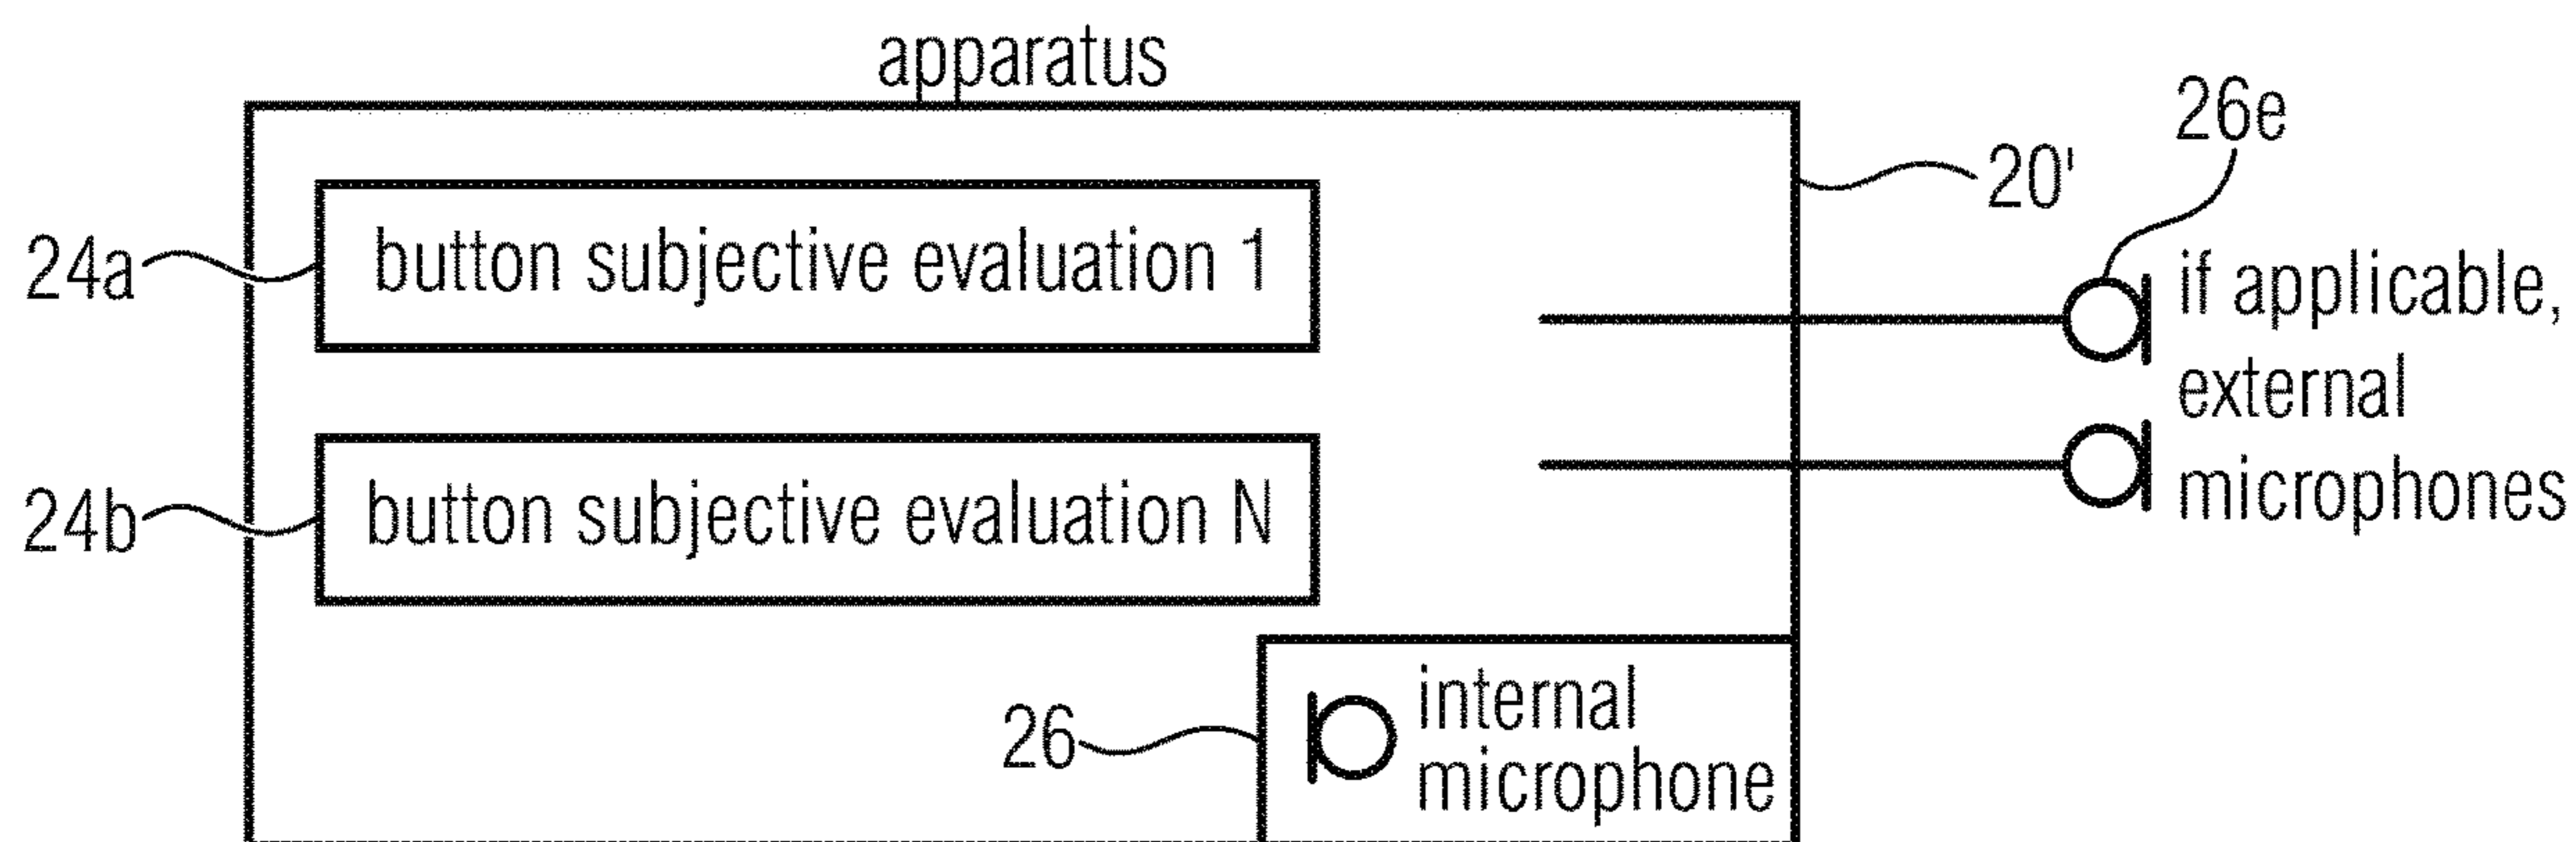 apparatus
26e
20'
24a
button subjective evaluation 1
if applicable,
external
microphones
24b
button subjective evaluation N
26
internal
microphone